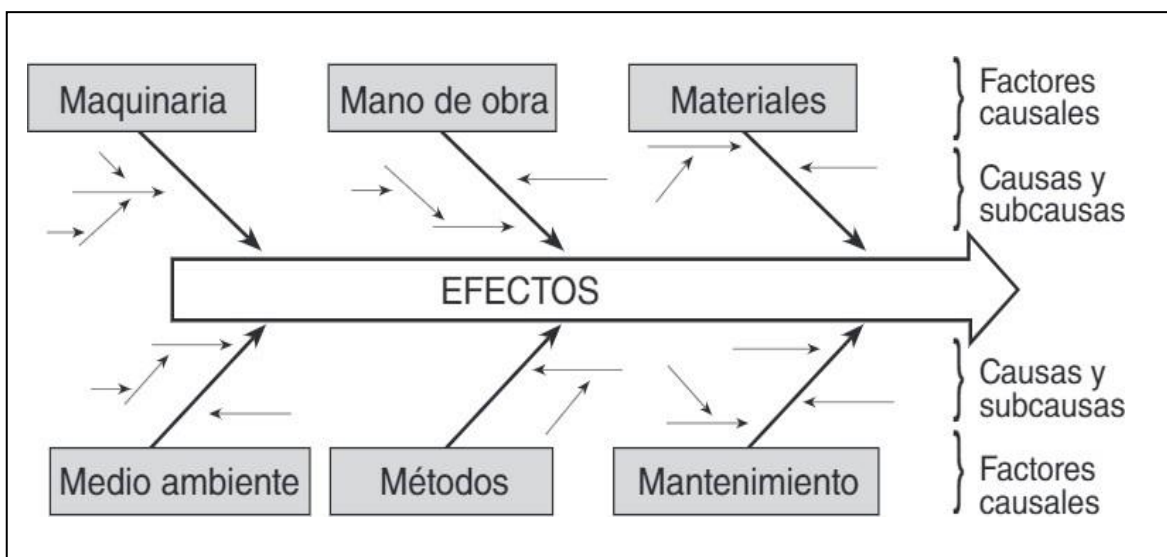 Maquinaria
Mano de obra
Materiales
Factores
causales
Causas y
subcausas
EFECTOS
Causas y
subcausas
Medio ambiente
Métodos
Mantenimiento
Factores
causales